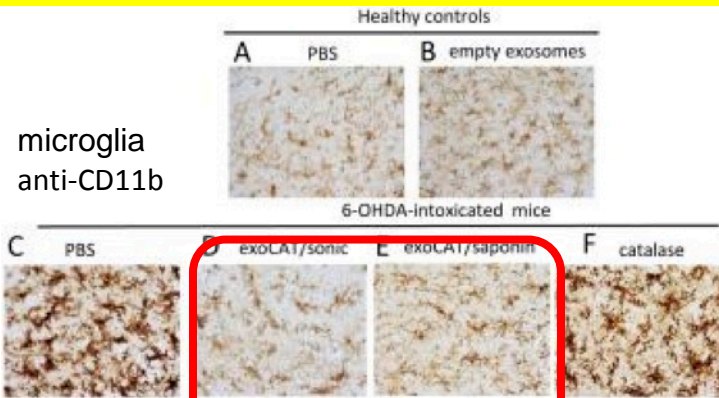 Healthy controls
A PBS B empty exosomes
microglia
anti-CD11b
6-OHDA-intoxicated mice
C PBS D exoCAT/sonic E exoCAT/saponin F catalase